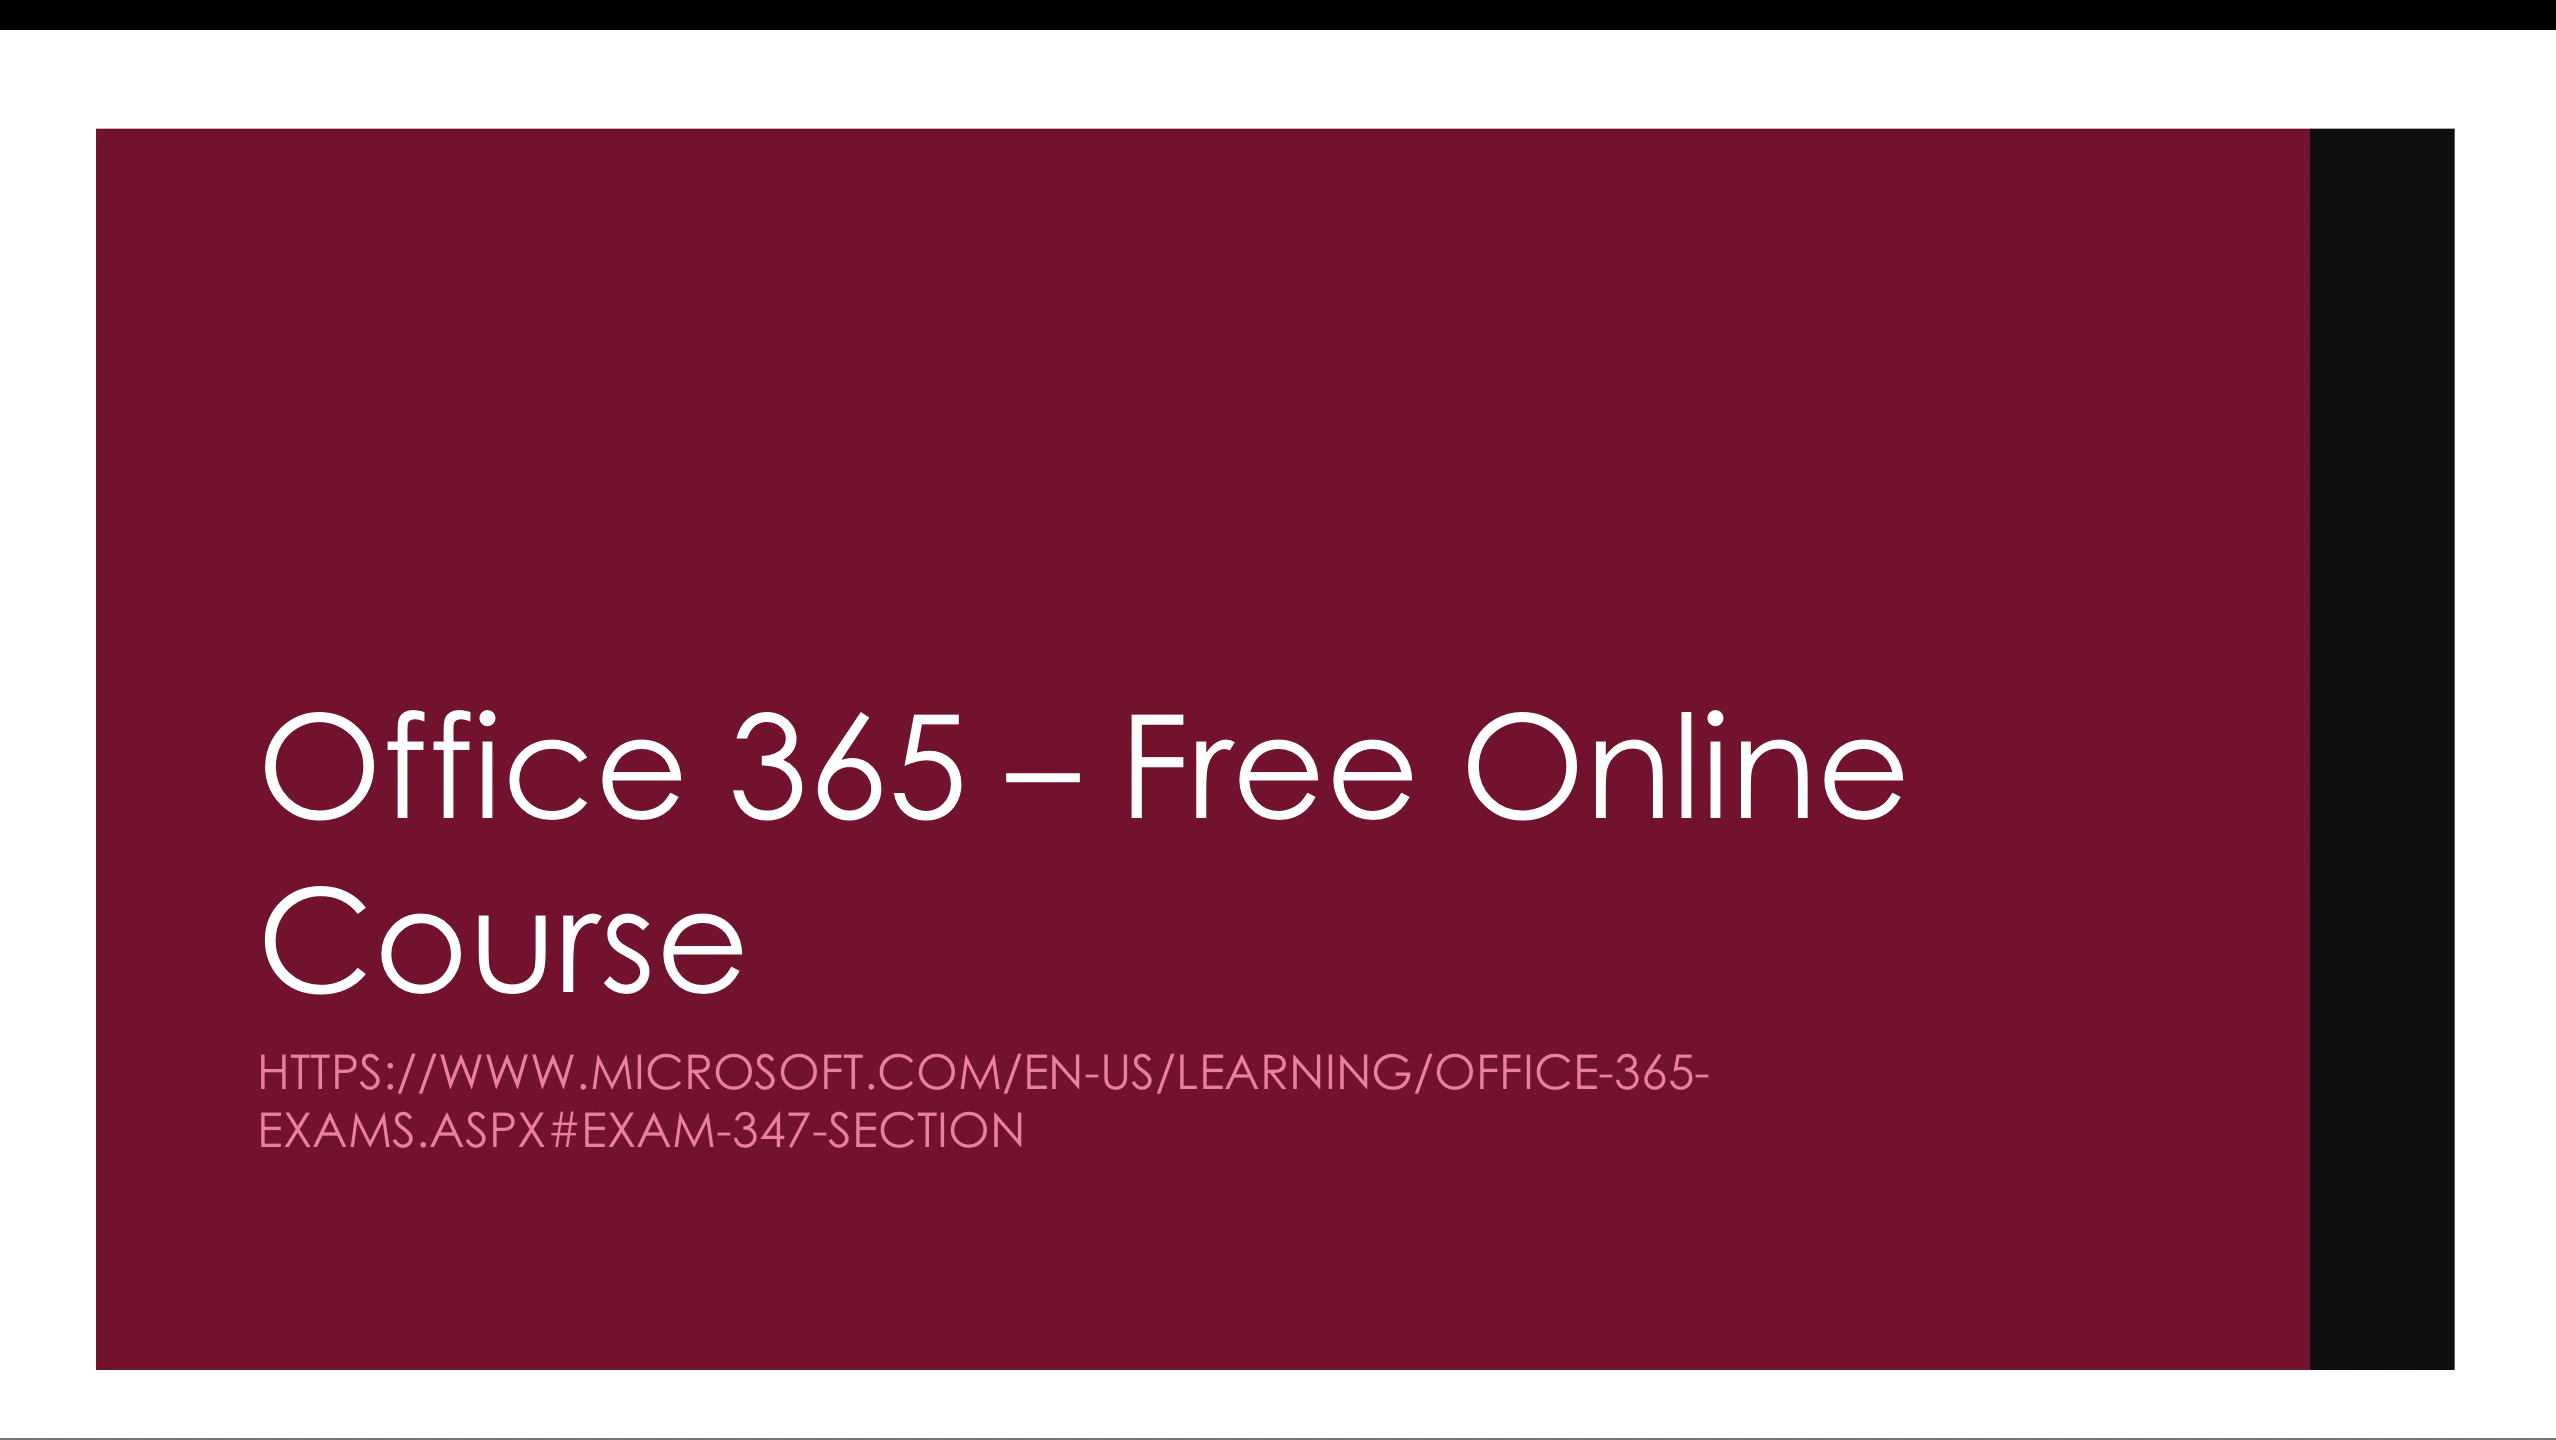 Office 365 – Free Online
Course
HTTPS://WWW.MICROSOFT.COM/EN-US/LEARNING/OFFICE-365-
EXAMS.ASPX#EXAM-347-SECTION